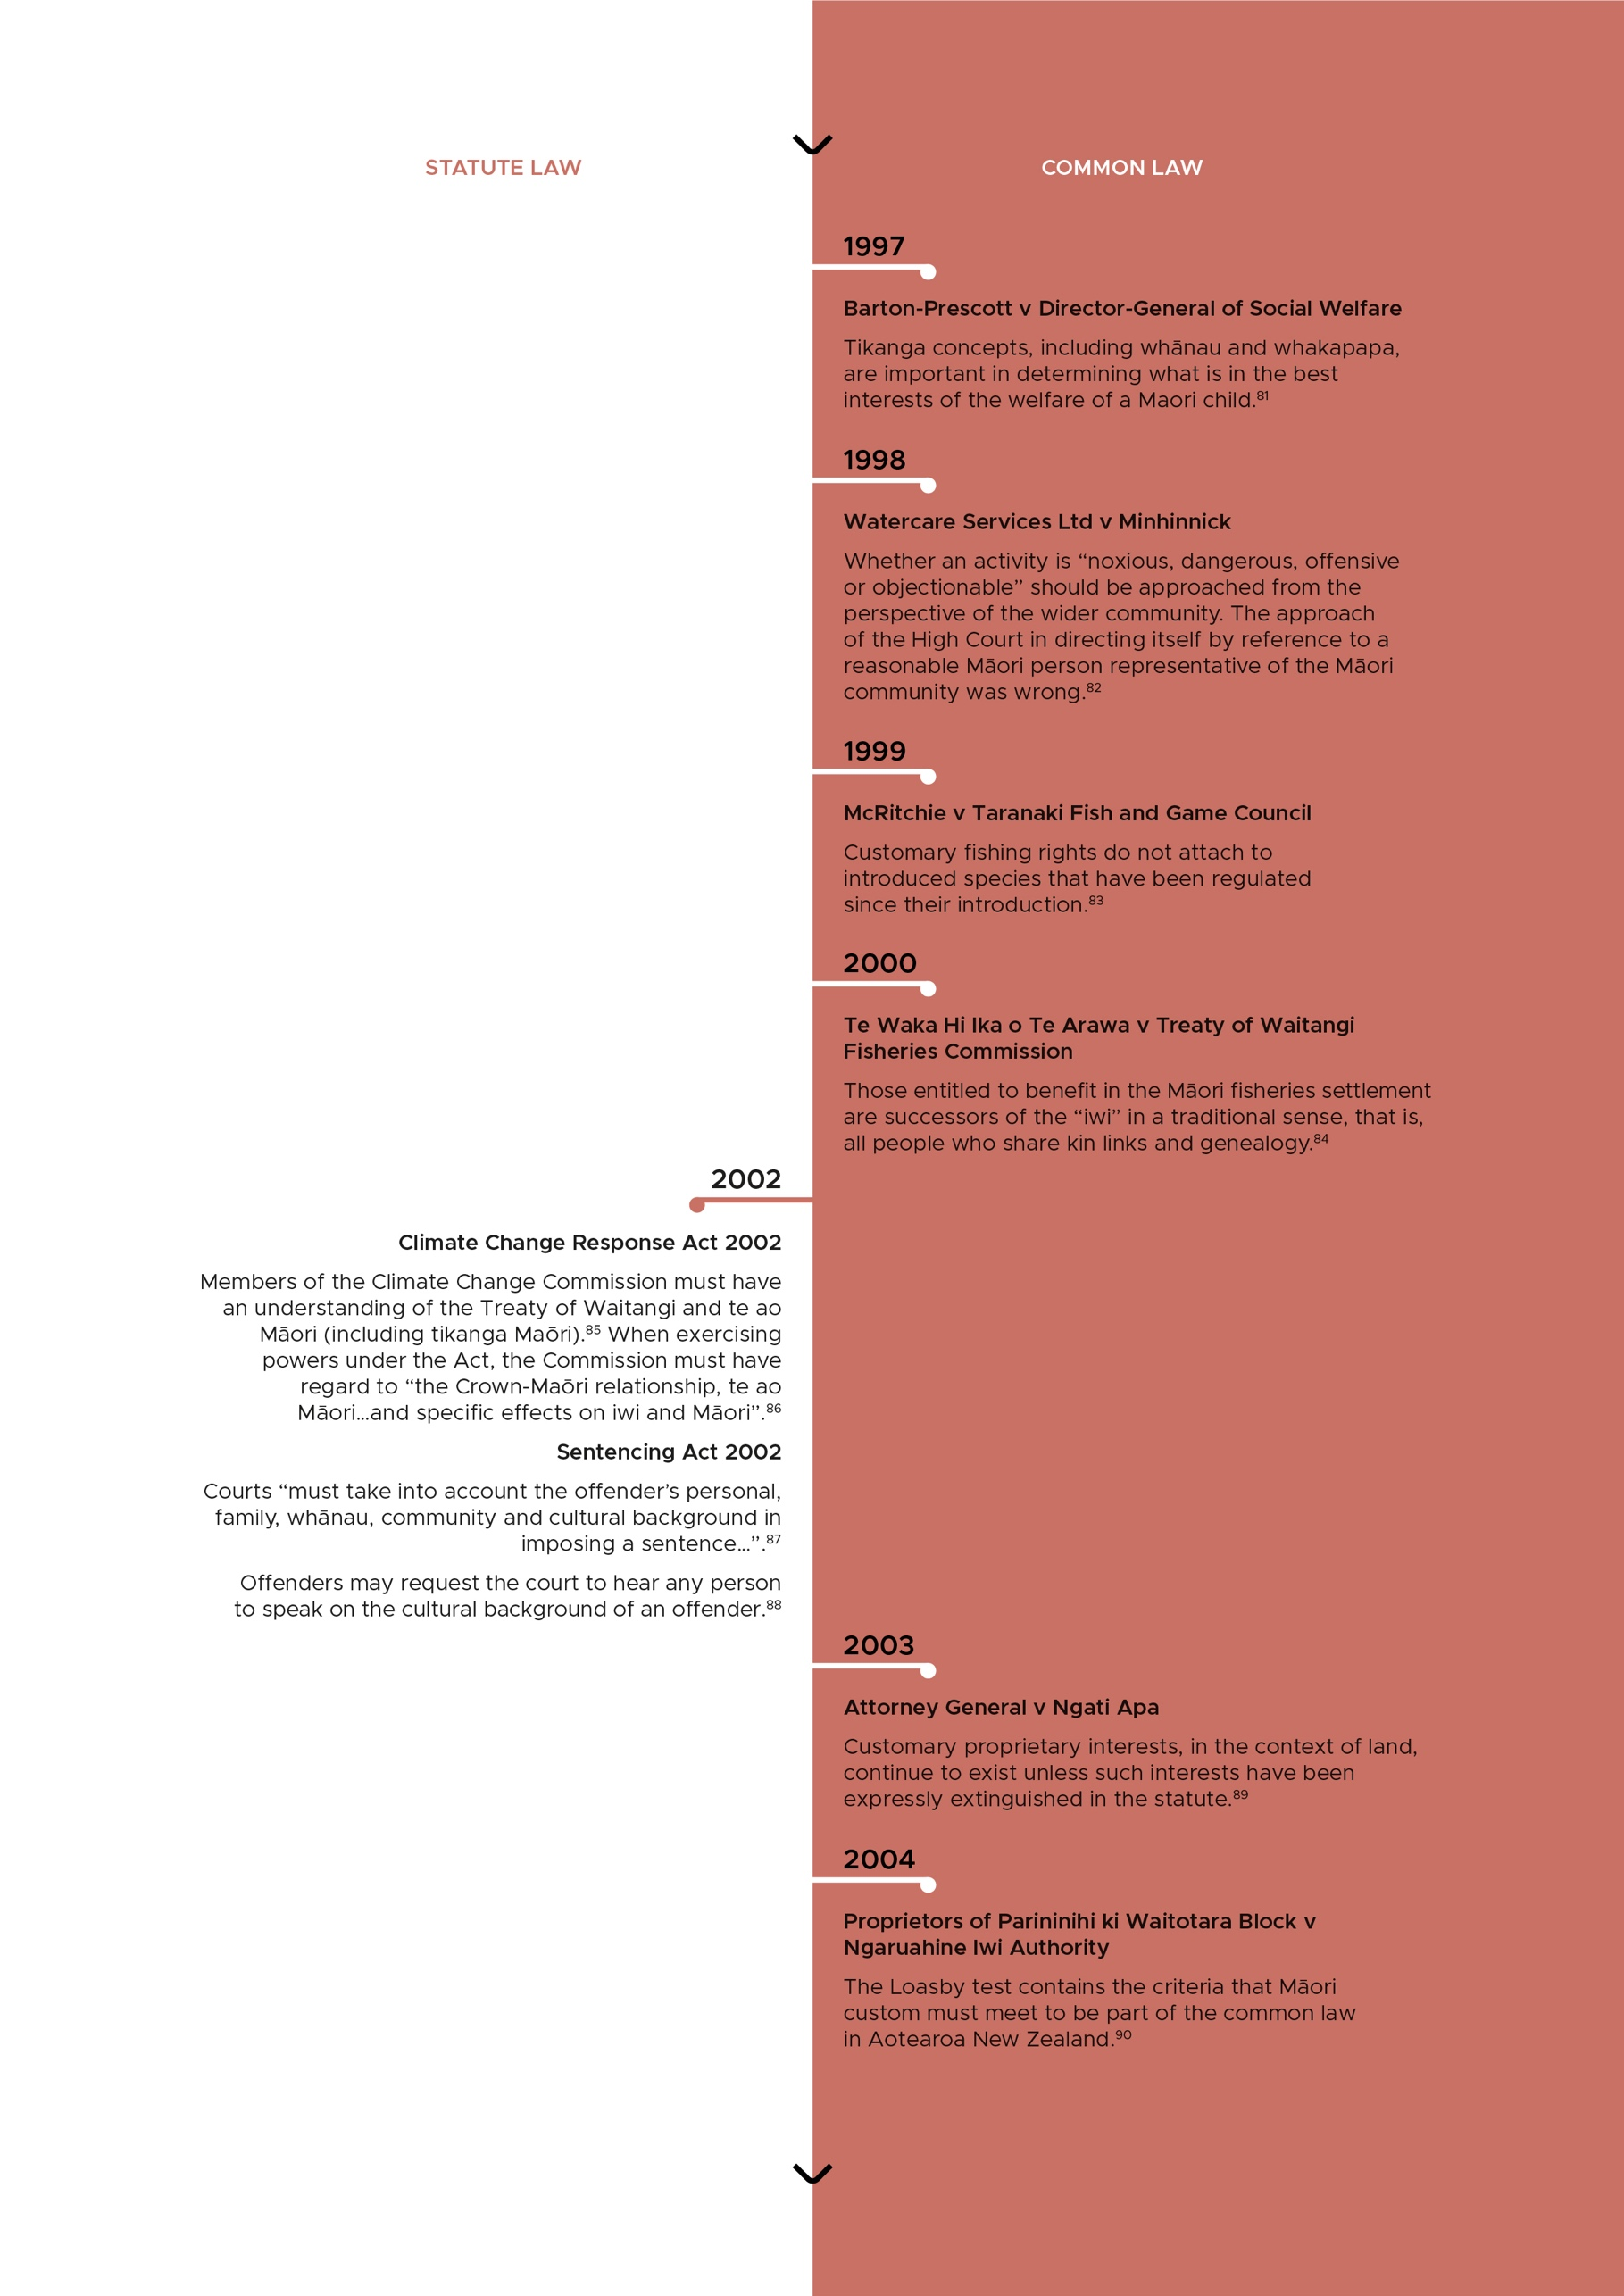 STATUTE LAW
COMMON LAW
1997
Barton-Prescott v Director-General of Social Welfare
Tikanga concepts, including whānau and whakapapa,
are important in determining what is in the best
interests of the welfare of a Maori child.81
1998
Watercare Services Ltd v Minhinnick
Whether an activity is “noxious, dangerous, offensive
or objectionable” should be approached from the
perspective of the wider community. The approach
of the High Court in directing itself by reference to a
reasonable Māori person representative of the Māori
community was wrong.82
1999
McRitchie v Taranaki Fish and Game Council
Customary fishing rights do not attach to
introduced species that have been regulated
since their introduction.83
2000
Te Waka Hi Ika o Te Arawa v Treaty of Waitangi
Fisheries Commission
Those entitled to benefit in the Māori fisheries settlement
are successors of the “iwi” in a traditional sense, that is,
all people who share kin links and genealogy.84
2002
Climate Change Response Act 2002
Members of the Climate Change Commission must have
an understanding of the Treaty of Waitangi and te ao
Māori (including tikanga Maōri).85 When exercising
powers under the Act, the Commission must have
regard to “the Crown-Maōri relationship, te ao
Māori...and specific effects on iwi and Māori”.86
Sentencing Act 2002
Courts “must take into account the offender’s personal,
family, whānau, community and cultural background in
imposing a sentence...”.87
Offenders may request the court to hear any person
to speak on the cultural background of an offender.88
2003
Attorney General v Ngati Apa
Customary proprietary interests, in the context of land,
continue to exist unless such interests have been
expressly extinguished in the statute.89
2004
Proprietors of Parininihi ki Waitotara Block v
Ngaruahine Iwi Authority
The Loasby test contains the criteria that Māori
custom must meet to be part of the common law
in Aotearoa New Zealand.90